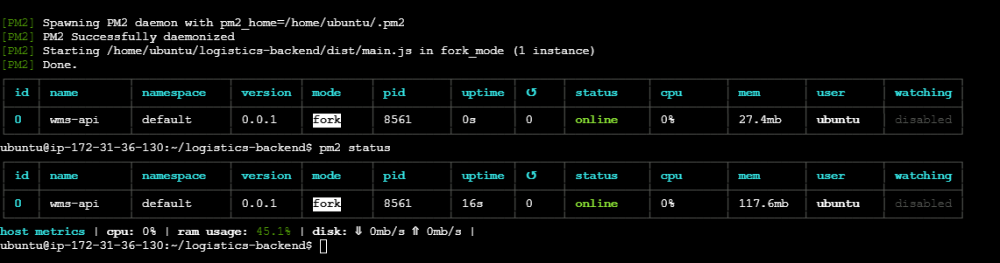 [PM2] Spawning PM2 daemon with pm2_home=/home/ubuntu/.pm2
[PM2] PM2 Successfully daemonized
[PM2] Starting /home/ubuntu/logistics-backend/dist/main.js in fork_mode (1 instance)
[PM2] Done.
id name namespace version mode pid uptime ↺ status cpu mem user watching
0 wms-api default 0.0.1 fork 8561 0s 0 online 0% 27.4mb ubuntu disabled
ubuntu@ip-172-31-36-130:~/logistics-backend$ pm2 status
id name namespace version mode pid uptime ↺ status cpu mem user watching
0 wms-api default 0.0.1 fork 8561 16s 0 online 0% 117.6mb ubuntu disabled
host metrics | cpu: 0% | ram usage: 45.1% | disk: ⇓ 0mb/s ⇑ 0mb/s |
ubuntu@ip-172-31-36-130:~/logistics-backend$